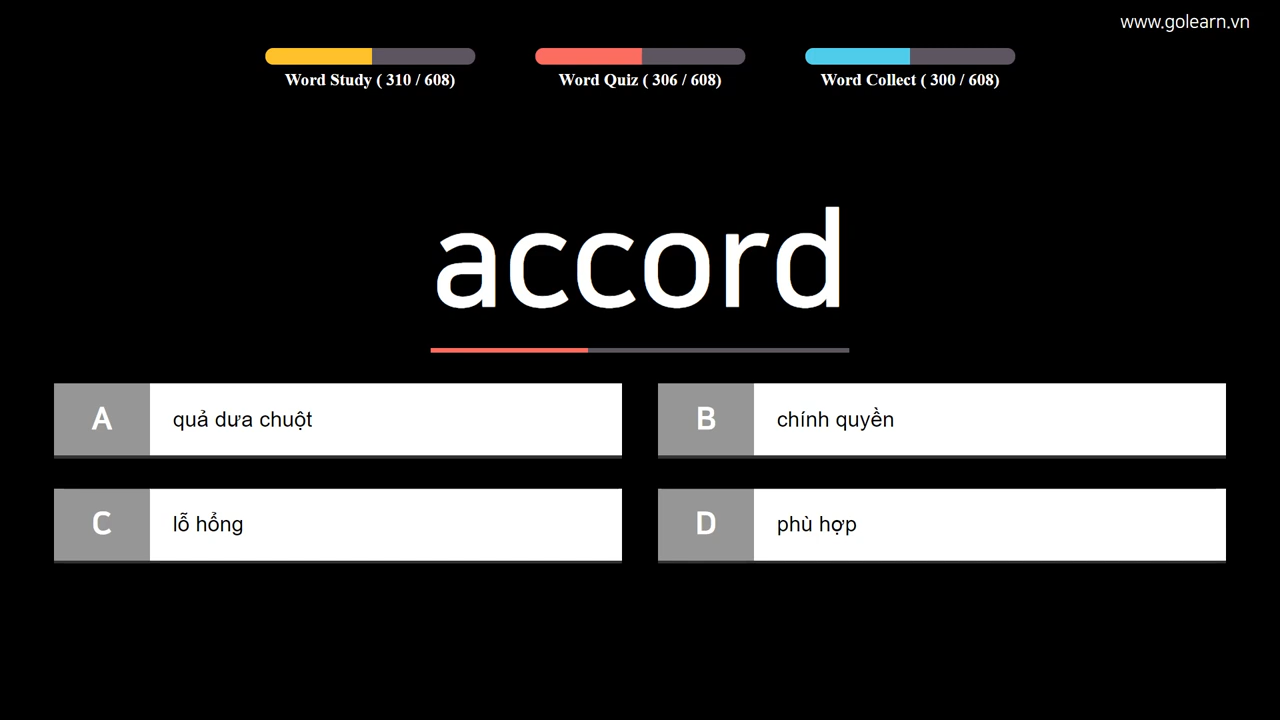 www.golearn.vn
Word Study ( 310 / 608)
Word Quiz ( 306 / 608)
Word Collect ( 300 / 608)
accord
A quả dưa chuột
B chính quyền
C lỗ hổng
D phù hợp